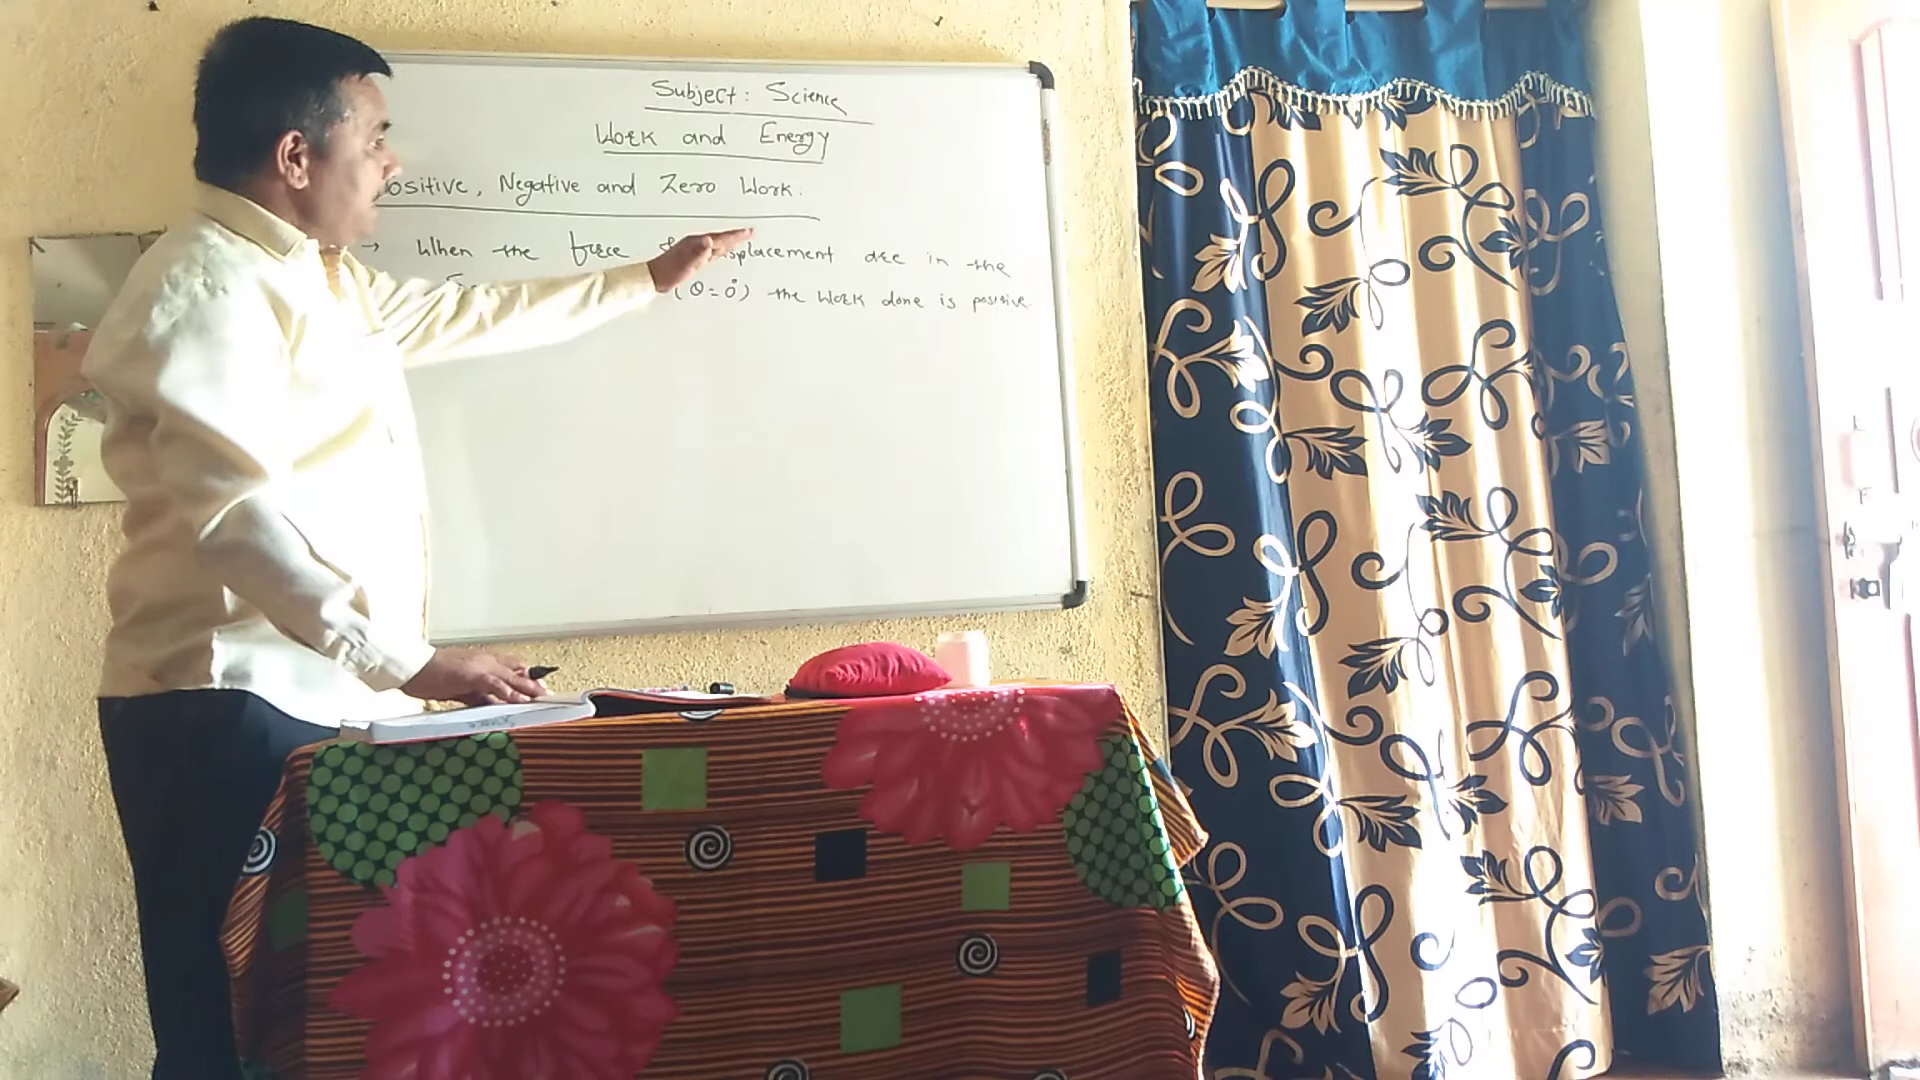 Subject: Science
Work and Energy
ositive, Negative and Zero Work.
→ When the force splacement are in the
(θ = 0°) the work done is positive